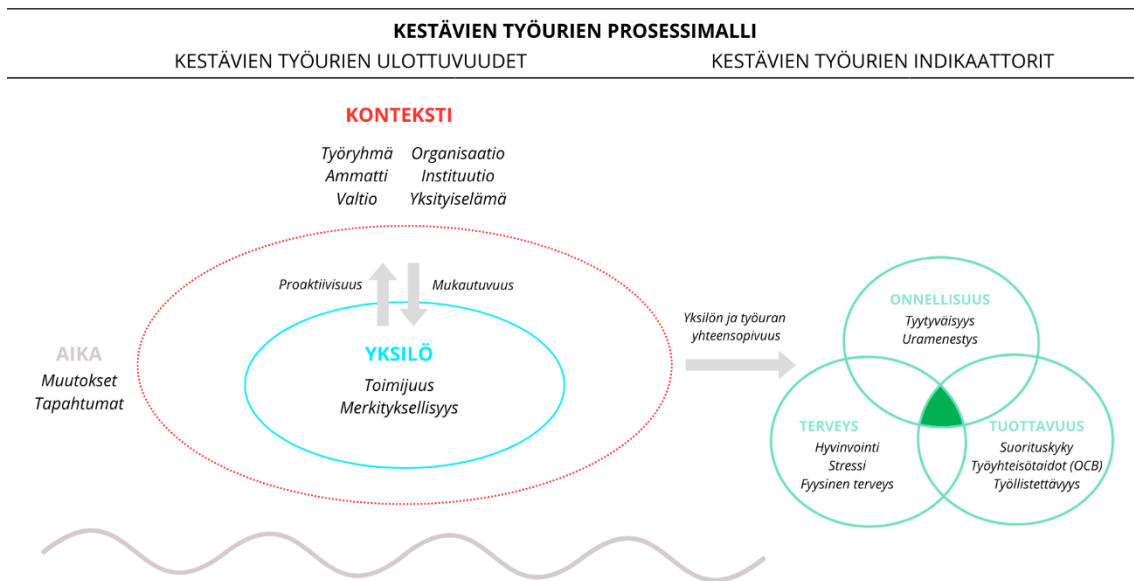 KESTÄVIEN TYÖURIEN PROSESSIMALLI
KESTÄVIEN TYÖURIEN ULOTTUVUUDET
KESTÄVIEN TYÖURIEN INDIKAATTORIT
KONTEKSTI
Työryhmä Organisaatio
Ammatti Instituutio
Valtio Yksityiselämä
Proaktiivisuus
Mukautuvuus
YKSILÖ
Toimijuus
Merkityksellisyys
AIKA
Muutokset
Tapahtumat
Yksilön ja työuran
yhteensopivuus
ONNELLISUUS
Tyytyväisyys
Uramenestys
TERVEYS
Hyvinvointi
Stressi
Fyysinen terveys
TUOTTAVUUS
Suorituskyky
Työyhteisötaidot (OCB)
Työllistettävyys